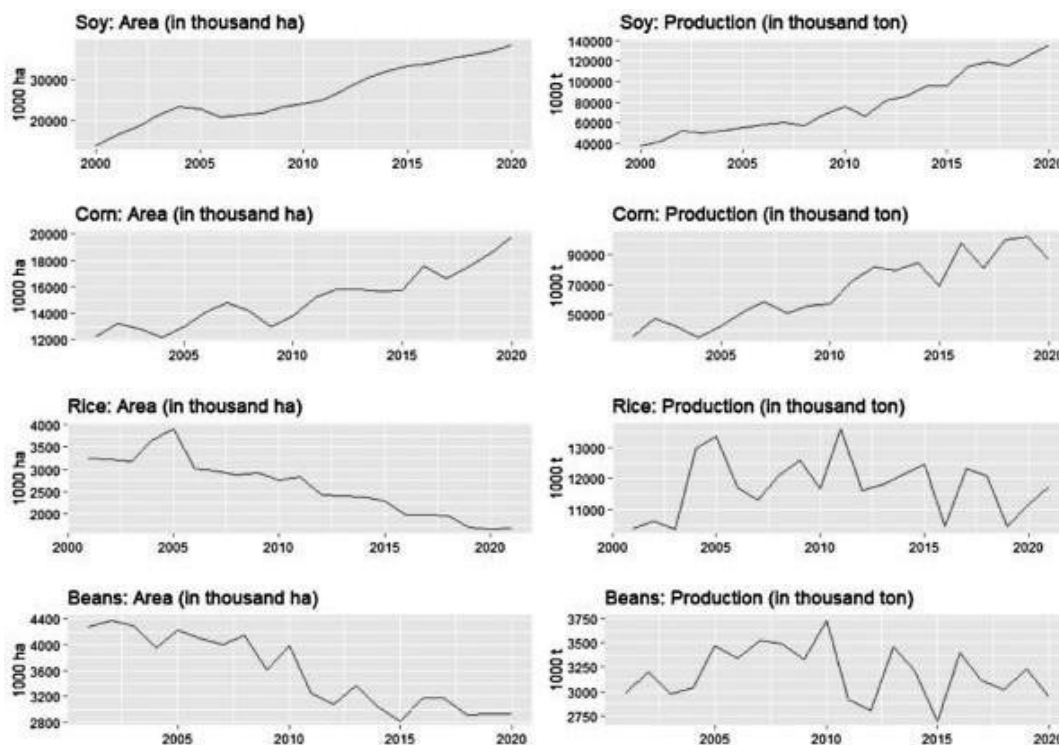 Soy: Area (in thousand ha)
1000 ha
30000
20000
2000 2005 2010 2015 2020
Soy: Production (in thousand ton)
1000 t
140000
120000
100000
80000
60000
40000
2000 2005 2010 2015 2020
Corn: Area (in thousand ha)
1000 ha
20000
18000
16000
14000
12000
2005 2010 2015 2020
Corn: Production (in thousand ton)
1000 t
90000
70000
50000
2005 2010 2015 2020
Rice: Area (in thousand ha)
1000 ha
4000
3500
3000
2500
2000
2000 2005 2010 2015 2020
Rice: Production (in thousand ton)
1000 t
13000
12000
11000
2000 2005 2010 2015 2020
Beans: Area (in thousand ha)
1000 ha
4400
4000
3600
3200
2800
2005 2010 2015 2020
Beans: Production (in thousand ton)
1000 t
3750
3500
3250
3000
2750
2005 2010 2015 2020